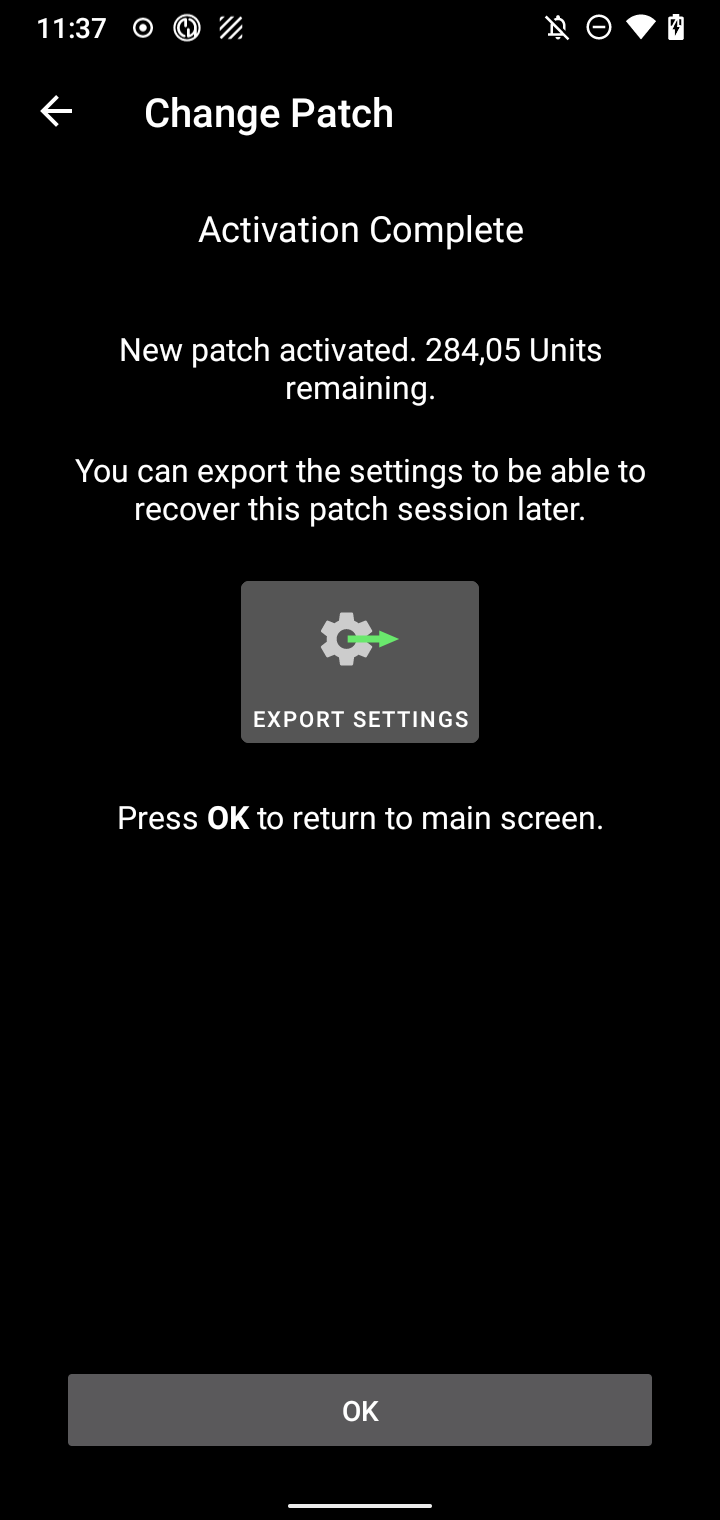 11:37
Change Patch
Activation Complete
New patch activated. 284,05 Units
remaining.
You can export the settings to be able to
recover this patch session later.
EXPORT SETTINGS
Press OK to return to main screen.
OK